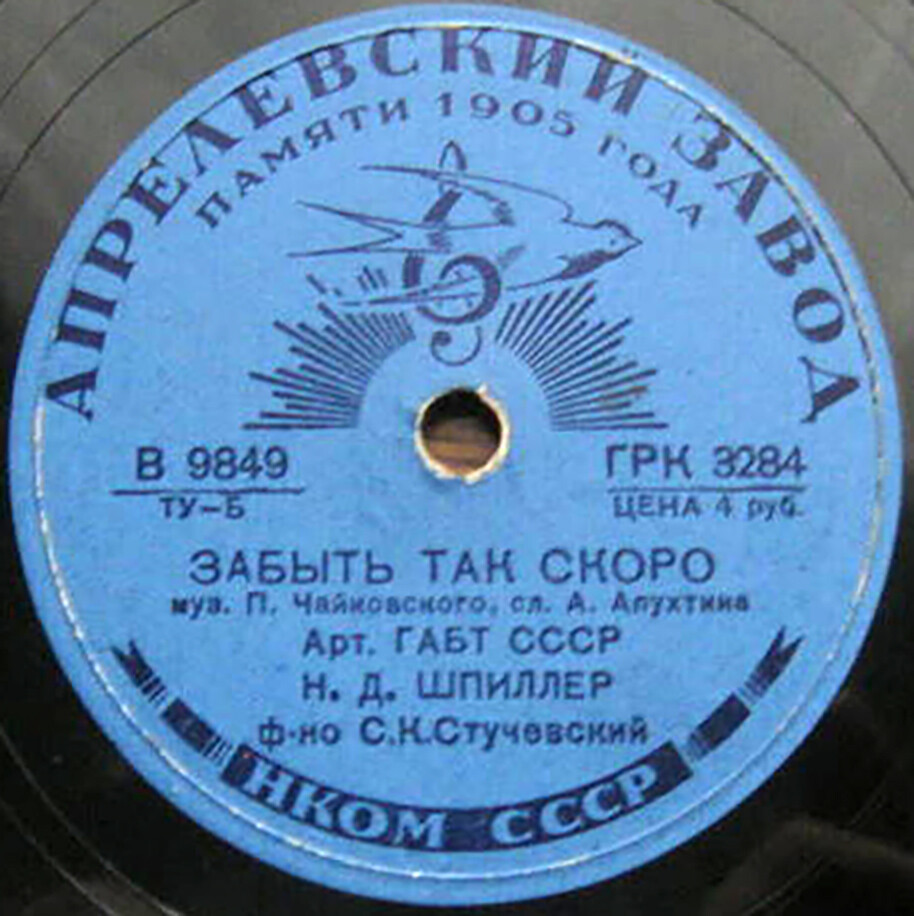 АПРЕЛЕВСКИЙ ЗАВОД
ПАМЯТИ 1905 ГОДА
В 9849
ТУ-Б
ГРК 3284
ЦЕНА 4 руб.
ЗАБЫТЬ ТАК СКОРО
муз. П. Чайковского, сл. А. Апухтина
Арт. ГАБТ СССР
Н. Д. ШПИЛЛЕР
ф-но С.К.Стучевский
НКОМ СССР